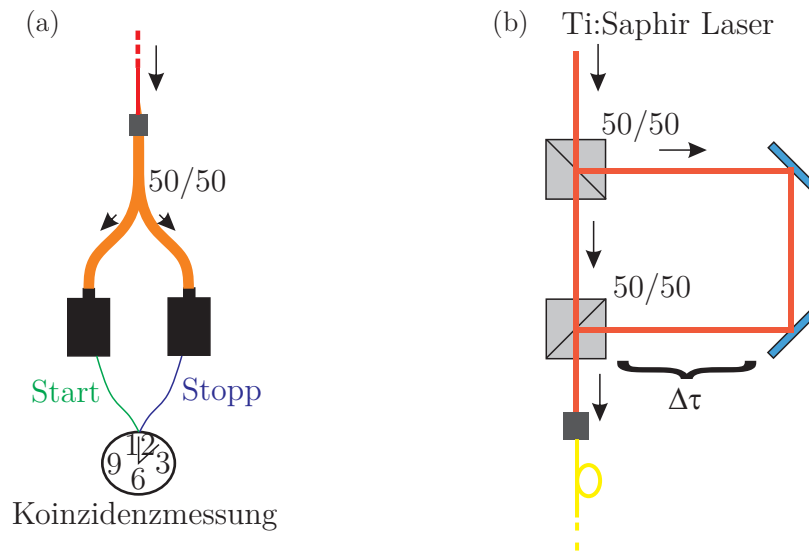 (a)
50/50
Start
Stopp
12
9
3
6
Koinzidenzmessung
(b)
Ti:Saphir Laser
50/50
50/50
Δτ